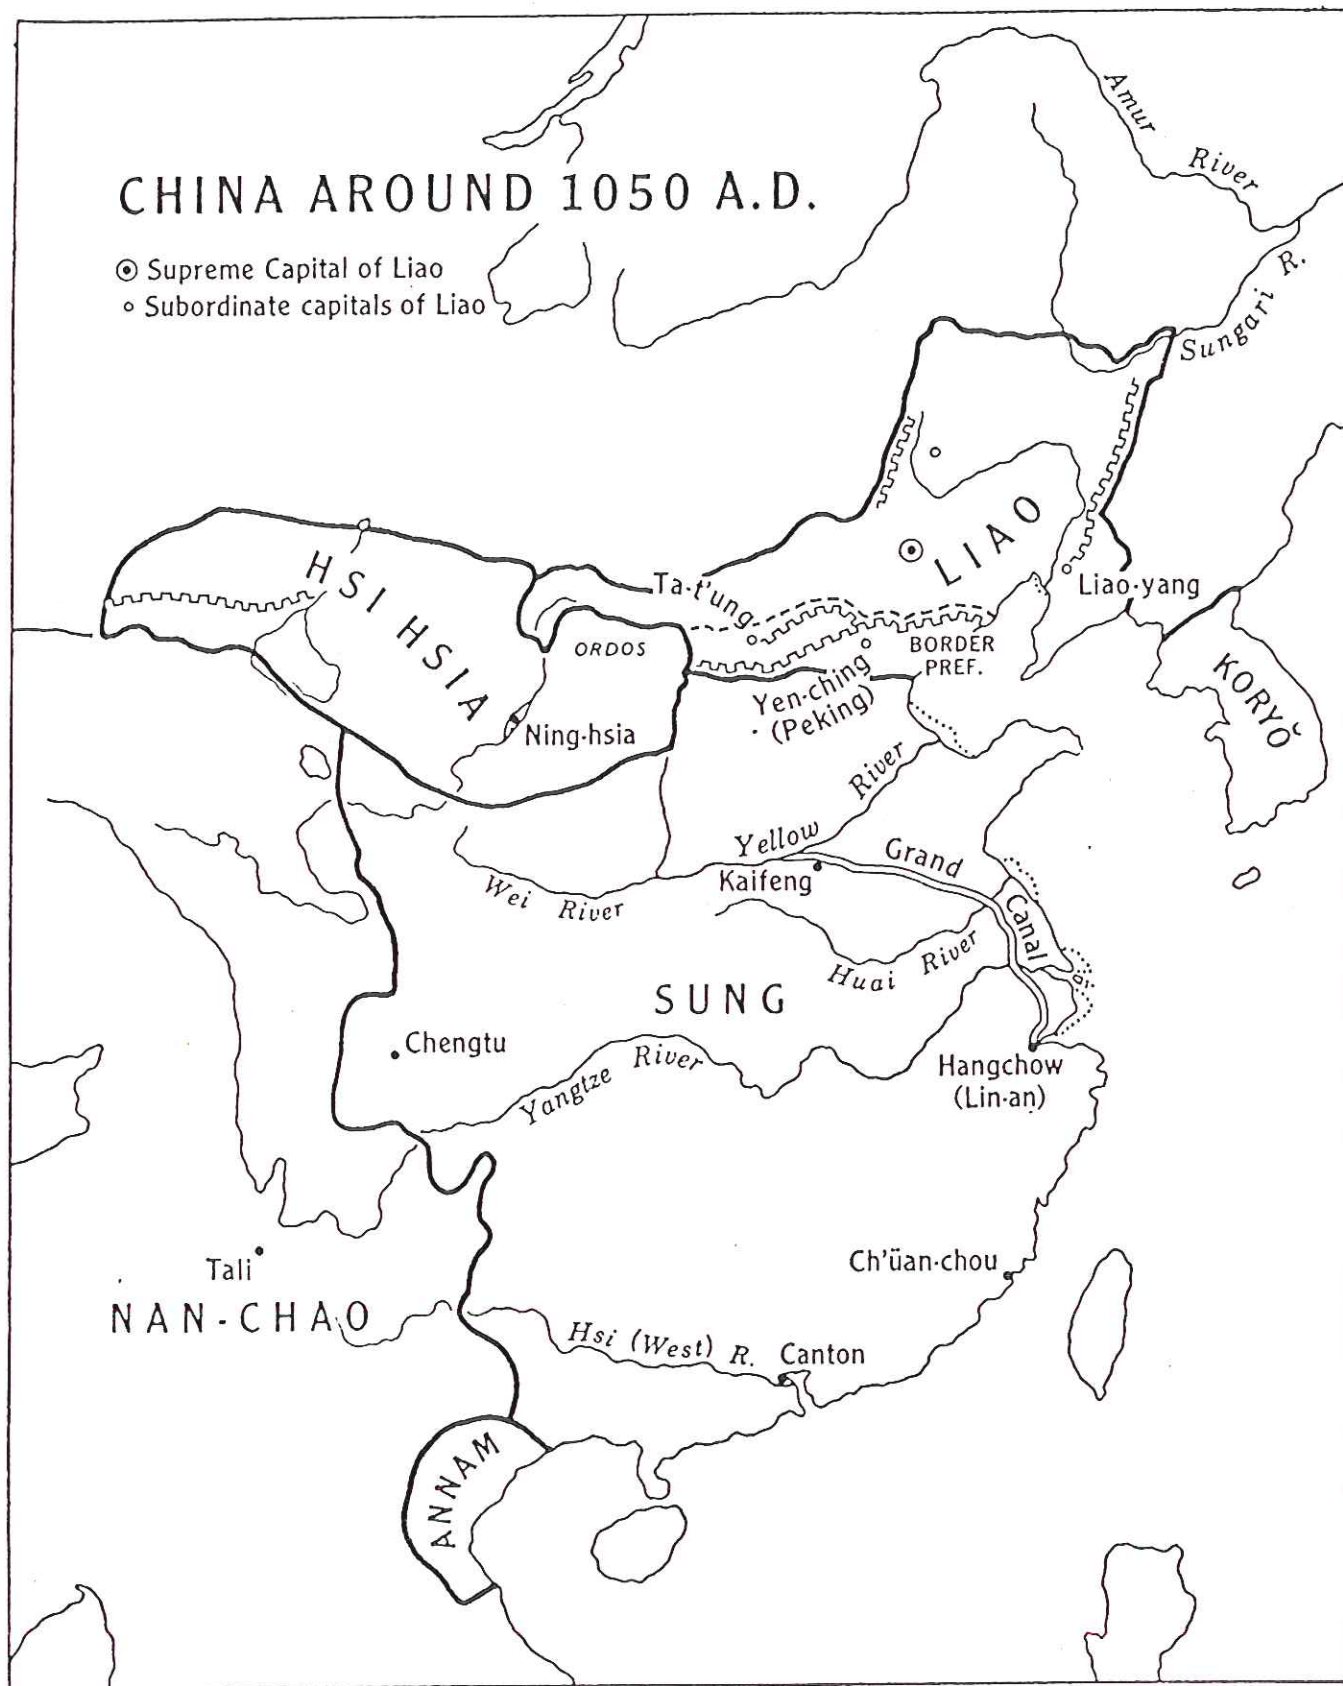 CHINA AROUND 1050 A.D.
Supreme Capital of Liao
Subordinate capitals of Liao
Amur River
Sungari R.
LIAO
HSI HSIA
Ta-t'ung
Liao-yang
ORDOS
BORDER
PREF.
Yen-ching
(Peking)
KORYŎ
Ning-hsia
Yellow River
Grand Canal
Kaifeng
Wei River
Huai River
SUNG
Chengtu
Yangtze River
Hangchow
(Lin-an)
Tali
NAN-CHAO
Ch'üan-chou
Hsi (West) R.
Canton
ANNAM